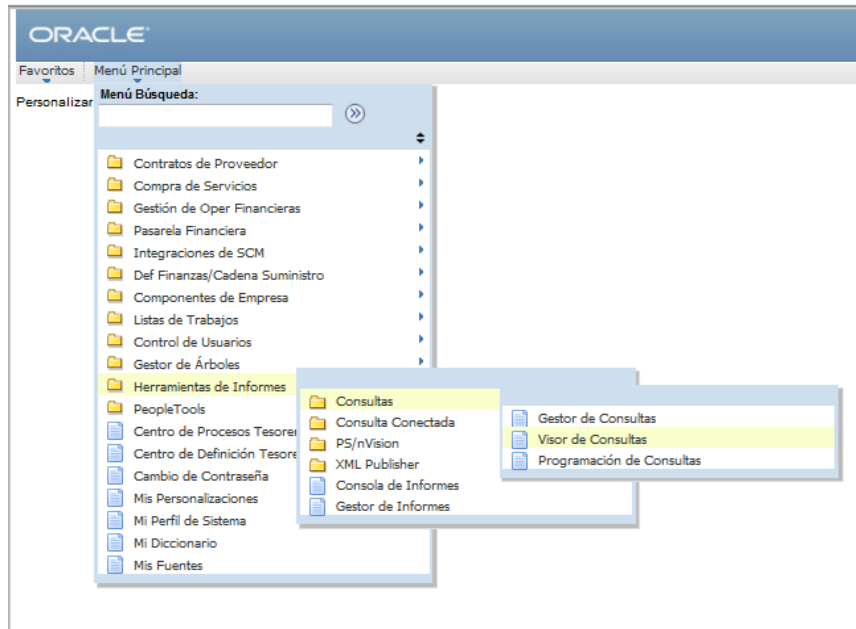 ORACLE
Favoritos Menú Principal
Personalizar
Menú Búsqueda:
Contratos de Proveedor
Compra de Servicios
Gestión de Oper Financieras
Pasarela Financiera
Integraciones de SCM
Def Finanzas/Cadena Suministro
Componentes de Empresa
Listas de Trabajos
Control de Usuarios
Gestor de Árboles
Herramientas de Informes
PeopleTools
Centro de Procesos Tesorer
Centro de Definición Tesore
Cambio de Contraseña
Mis Personalizaciones
Mi Perfil de Sistema
Mi Diccionario
Mis Fuentes
Consultas
Consulta Conectada
PS/nVision
XML Publisher
Consola de Informes
Gestor de Informes
Gestor de Consultas
Visor de Consultas
Programación de Consultas